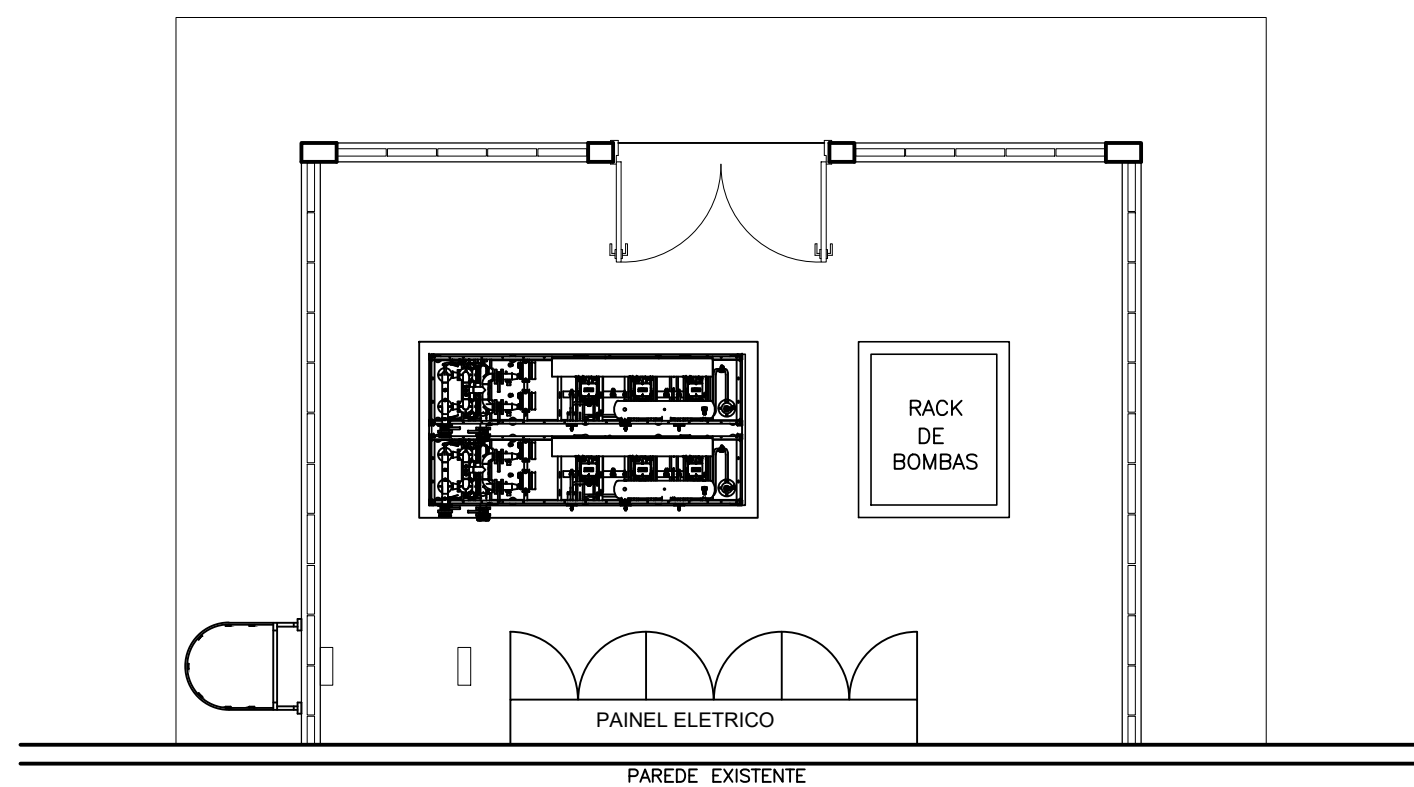 RACK
DE
BOMBAS
PAINEL ELETRICO
PAREDE EXISTENTE